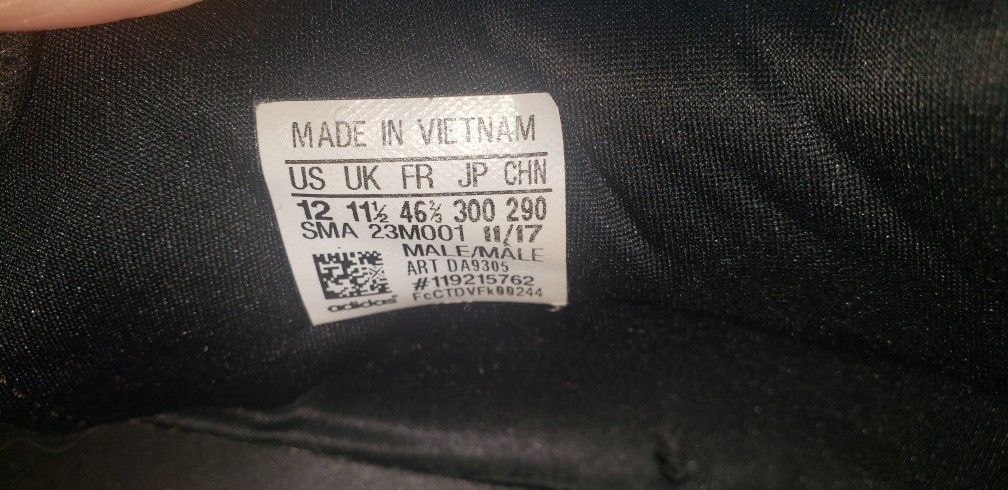 MADE IN VIETNAM
US UK FR JP CHN
12 11½ 46⅔ 300 290
SMA 23M001 11/17
MALE/MÂLE
ART DA9305
#119215762
FcCTDVFk00244
adidas